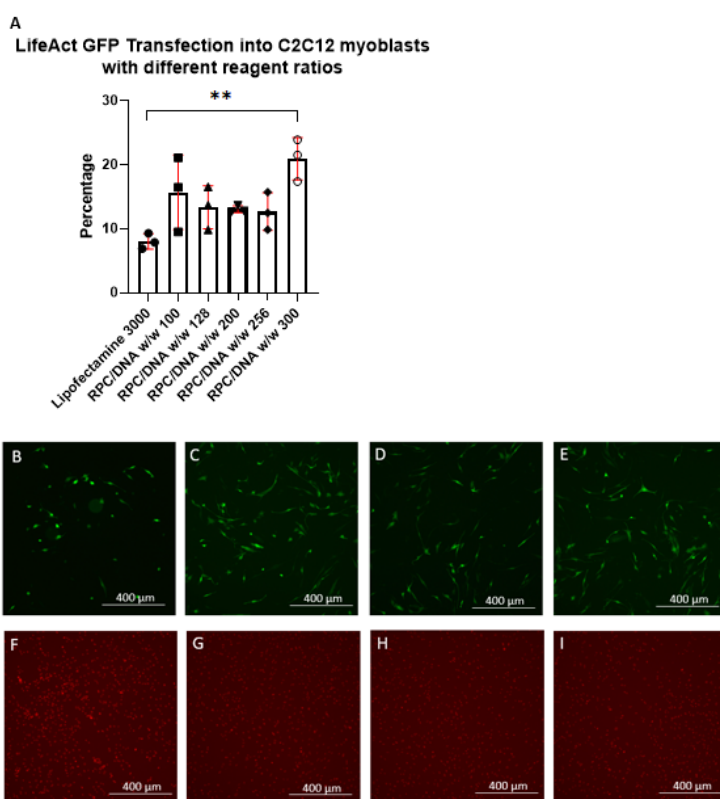 A
LifeAct GFP Transfection into C2C12 myoblasts
with different reagent ratios
**
30
20
10
0
Percentage
Lipofectamine 3000
RPC/DNA w/w 100
RPC/DNA w/w 128
RPC/DNA w/w 200
RPC/DNA w/w 256
RPC/DNA w/w 300
B
400 µm
C
400 µm
D
400 µm
E
400 µm
F
400 µm
G
400 µm
H
400 µm
I
400 µm